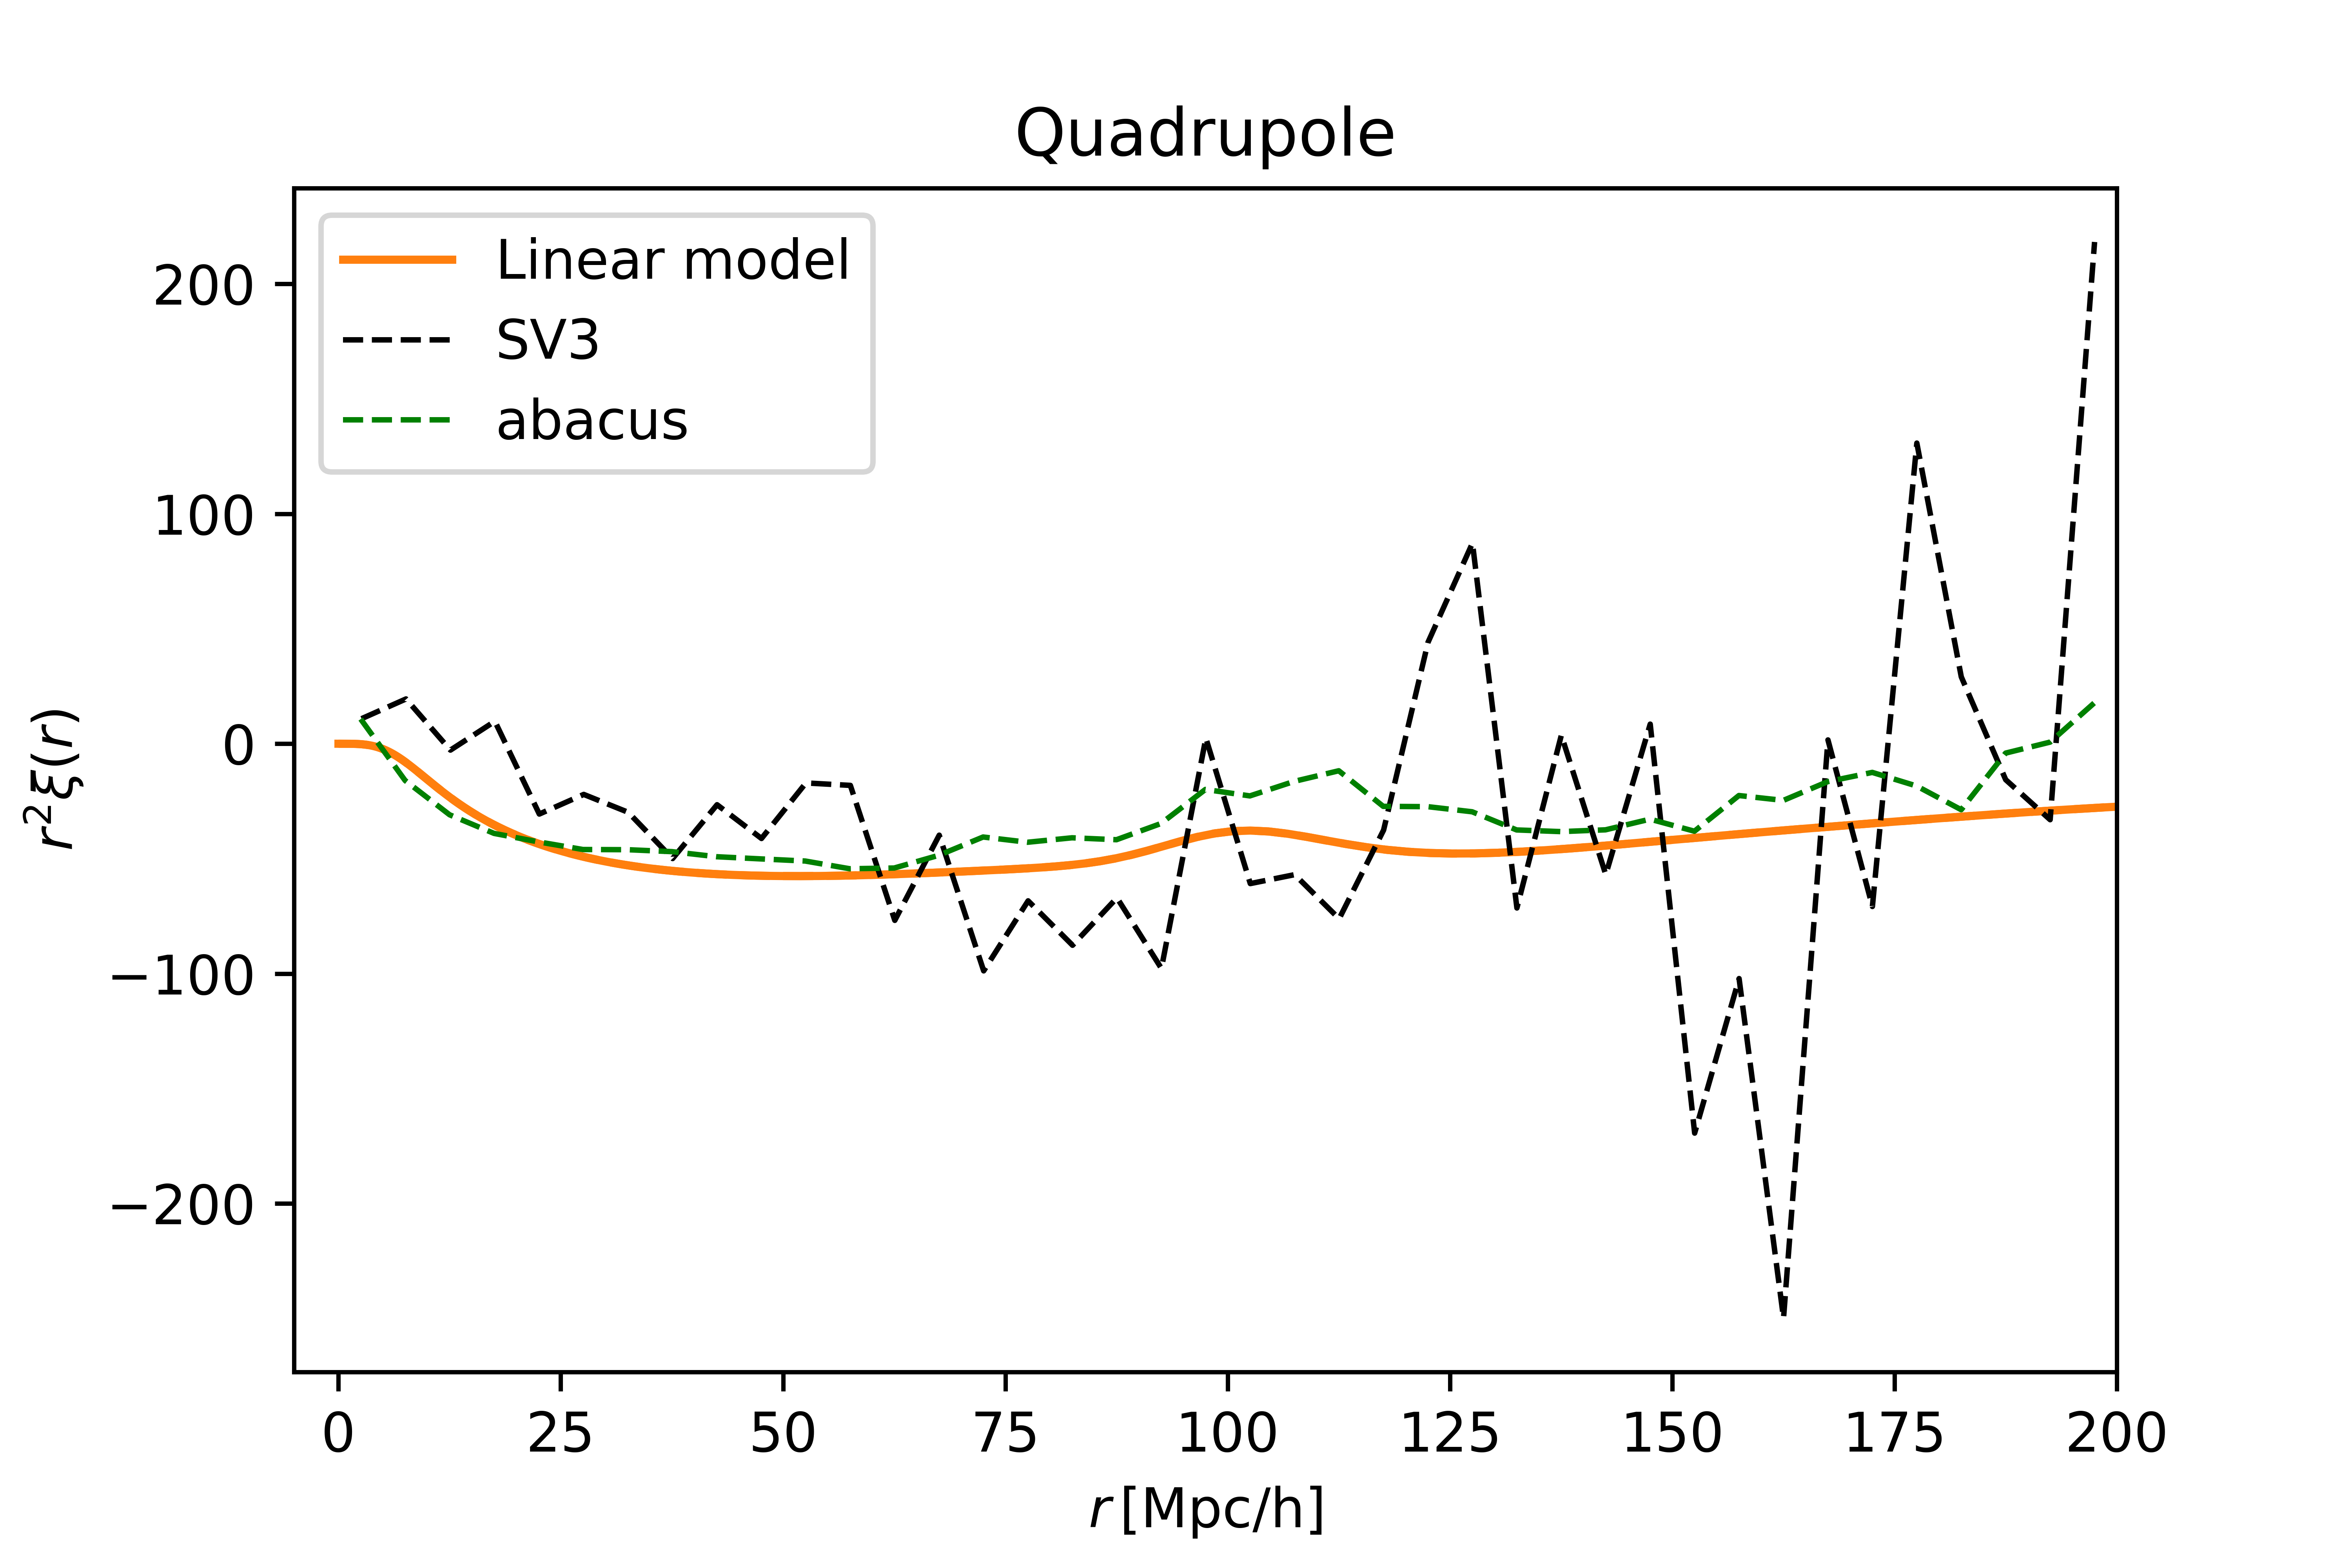 Quadrupole
Linear model
SV3
abacus
200
100
0
−100
−200
r²ξ(r)
0 25 50 75 100 125 150 175 200
r [Mpc/h]